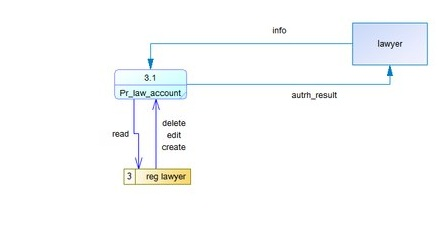 info
lawyer
3.1
Pr_law_account
autrh_result
read
delete
edit
create
3 reg lawyer